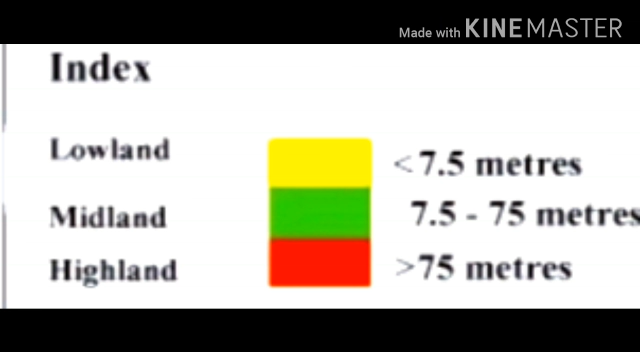 Made with KINEMASTER
Index
Lowland <7.5 metres
Midland 7.5 - 75 metres
Highland >75 metres